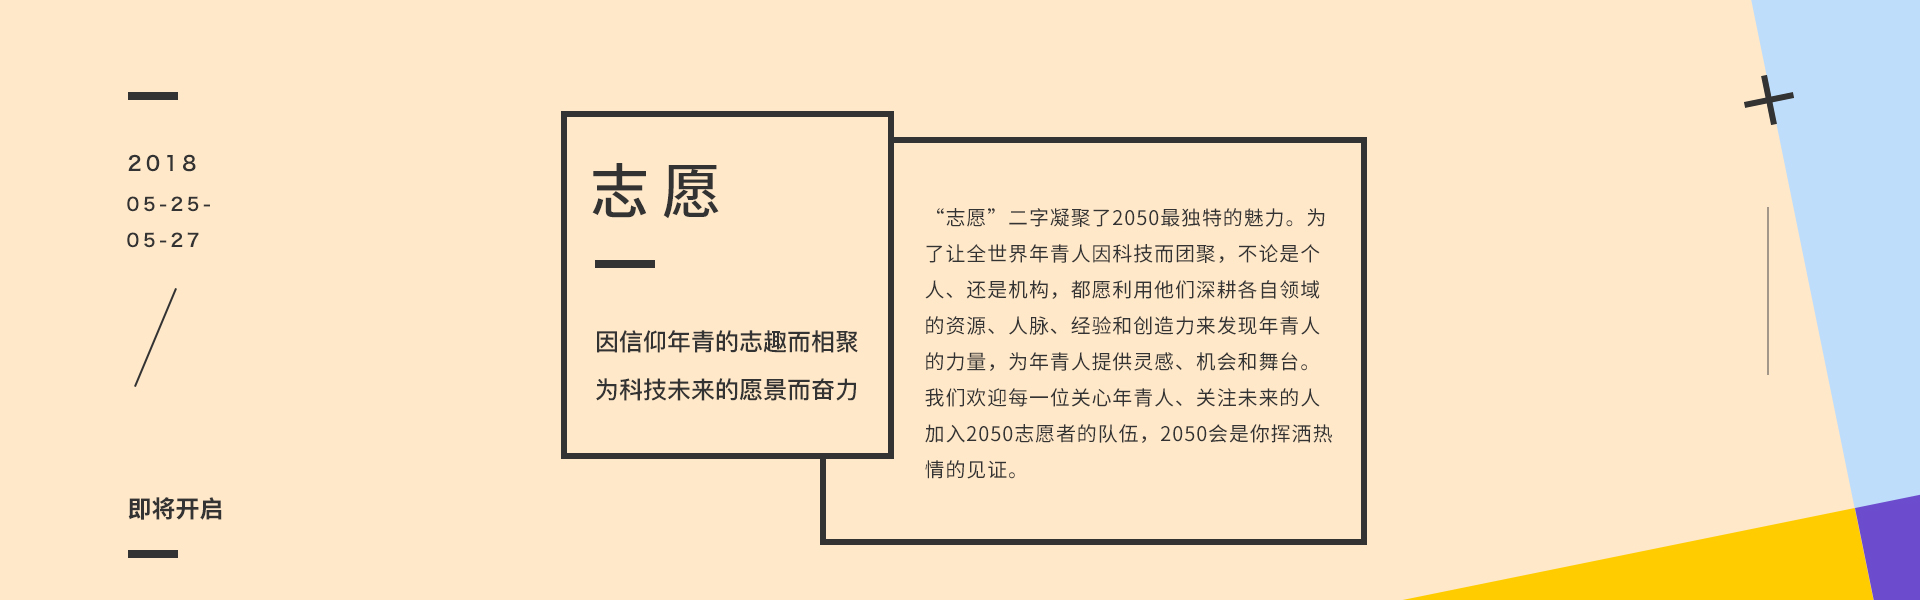 2018
05-25-
05-27
即将开启
志愿
因信仰年青的志趣而相聚
为科技未来的愿景而奋力
“志愿”二字凝聚了2050最独特的魅力。为
了让全世界年青人因科技而团聚，不论是个
人、还是机构，都愿利用他们深耕各自领域
的资源、人脉、经验和创造力来发现年青人
的力量，为年青人提供灵感、机会和舞台。
我们欢迎每一位关心年青人、关注未来的人
加入2050志愿者的队伍，2050会是你挥洒热
情的见证。